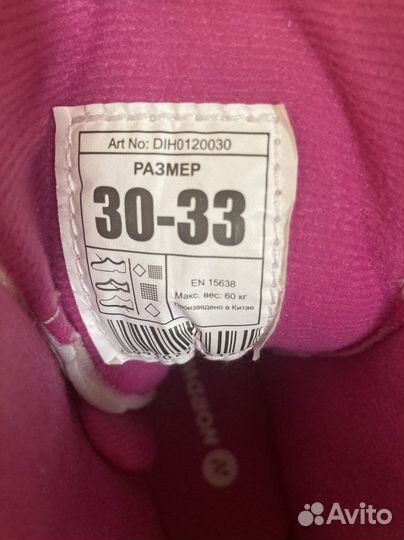 Art No: DIH0120030
РАЗМЕР
30-33
EN 15638
Макс. вес: 60 кг
Произведено в Китае
Avito